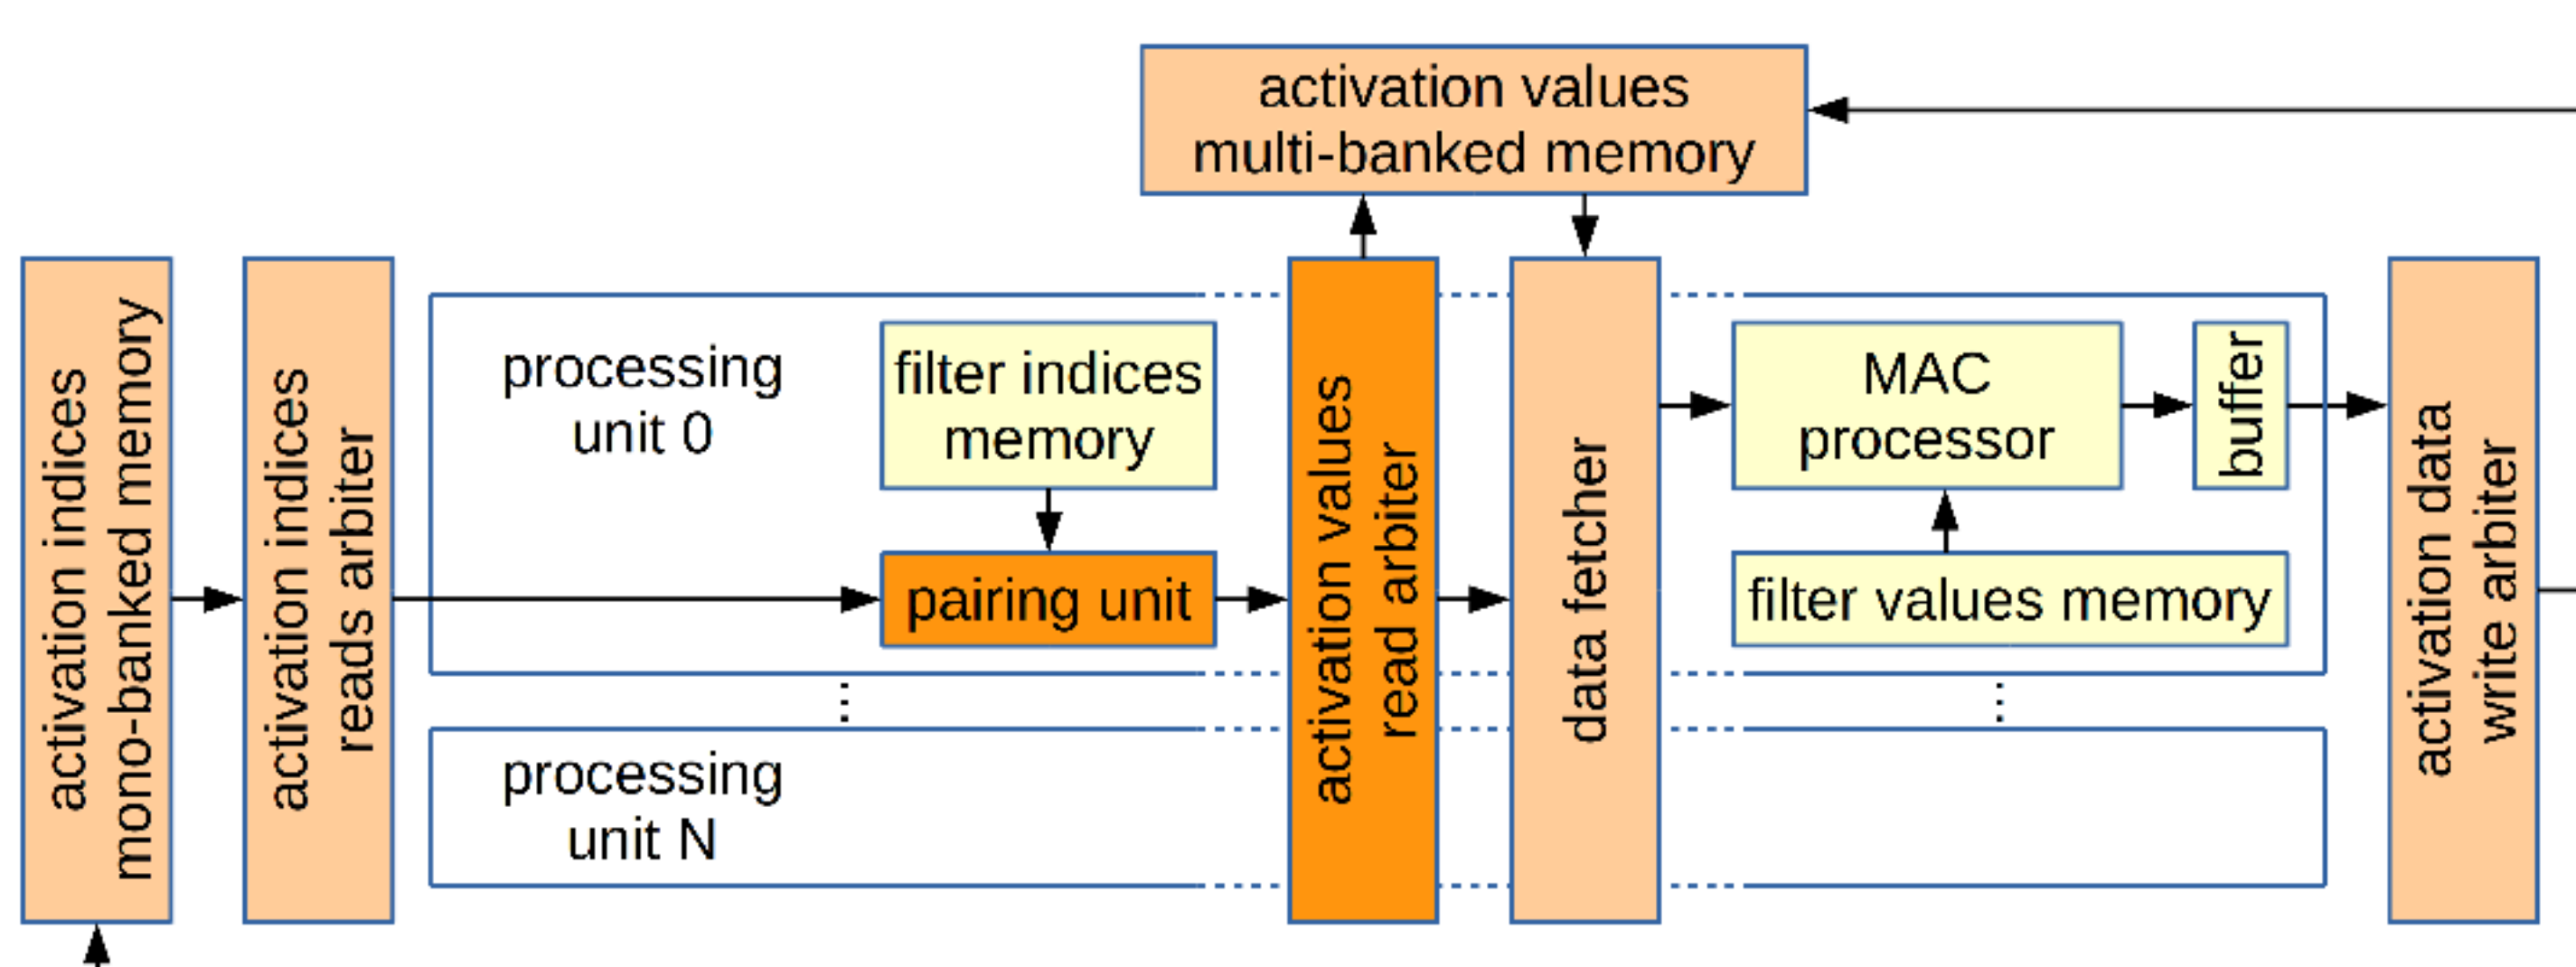 activation values
multi-banked memory
activation indices
mono-banked memory
activation indices
reads arbiter
processing
unit 0
filter indices
memory
pairing unit
activation values
read arbiter
data fetcher
MAC
processor
buffer
filter values memory
activation data
write arbiter
processing
unit N